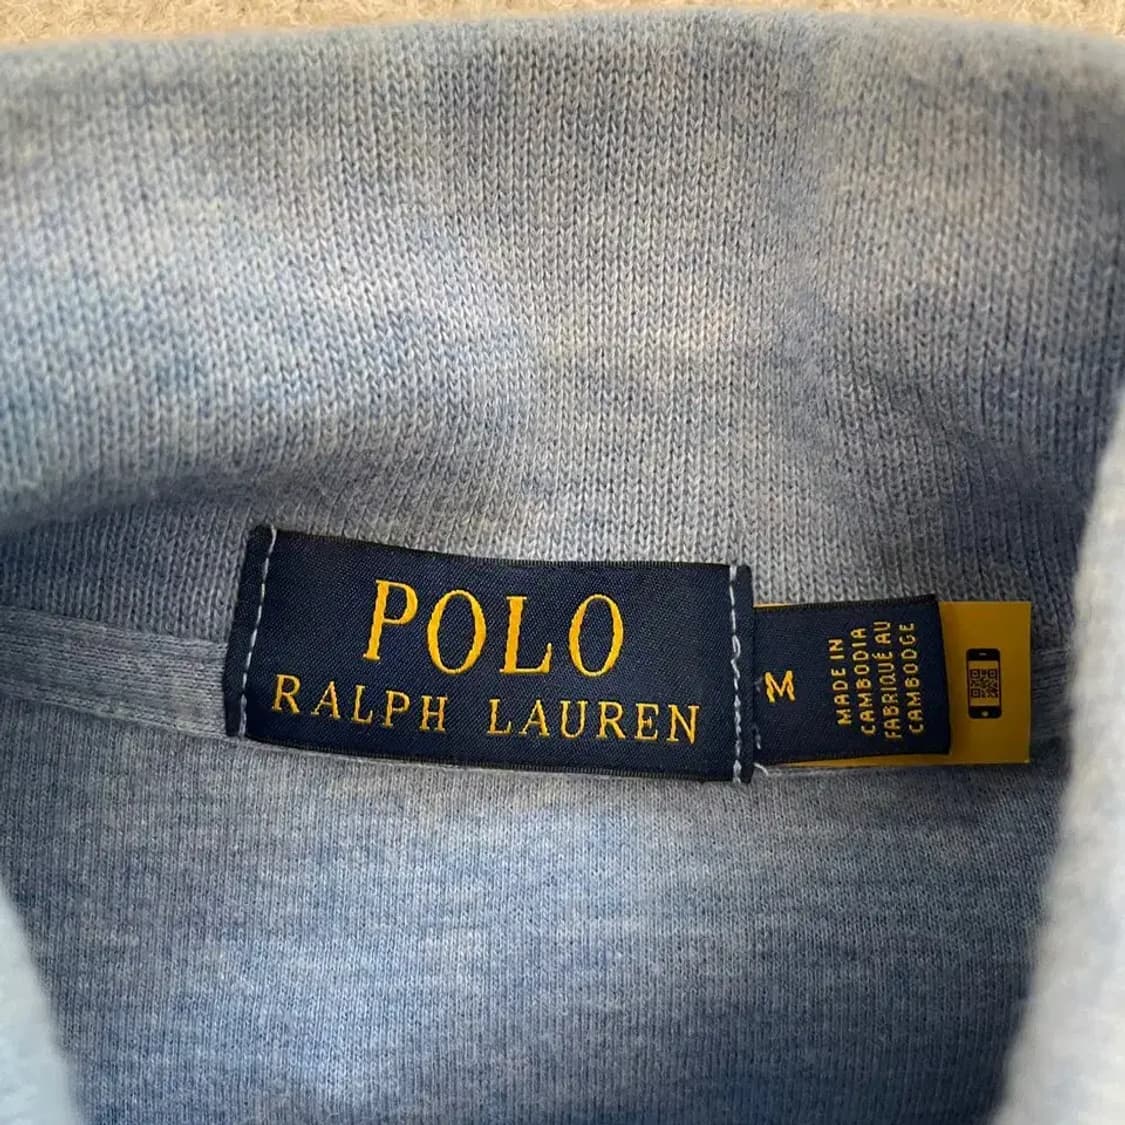 POLO
RALPH LAUREN
M
MADE IN
CAMBODIA
FABRIQUÉ AU
CAMBODGE